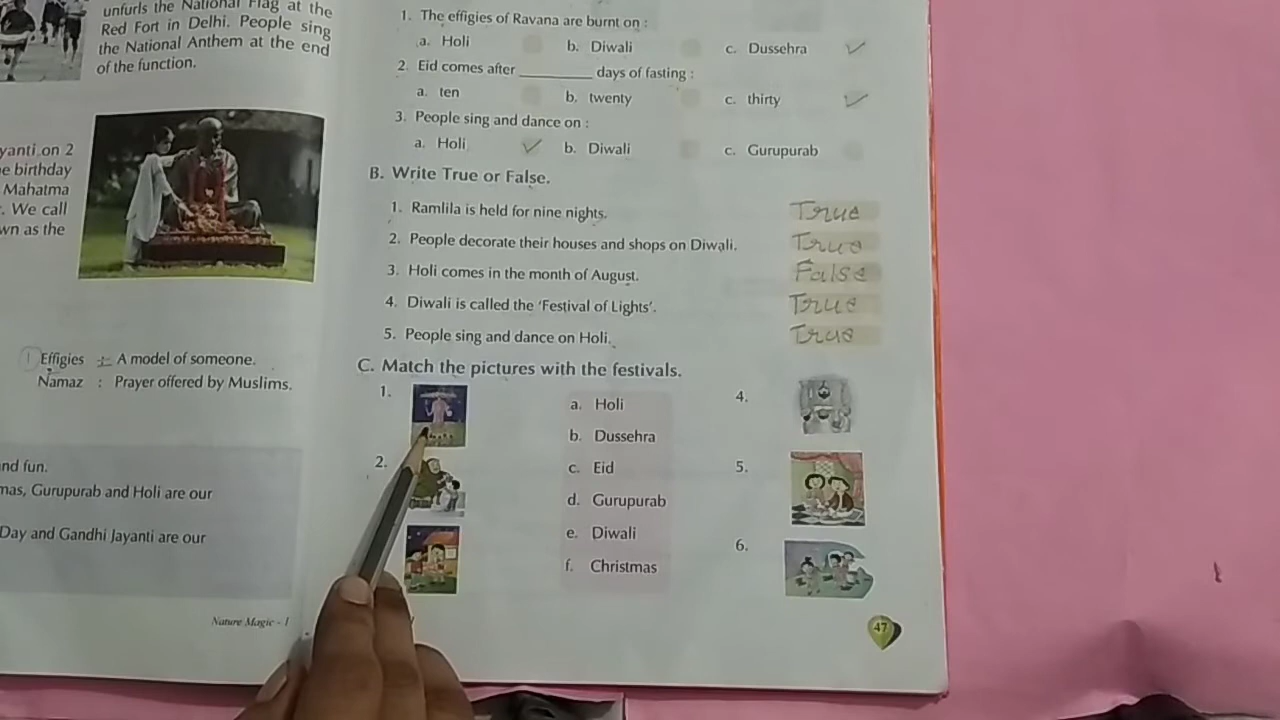 unfurls the National Flag at the
Red Fort in Delhi. People sing
the National Anthem at the end
of the function.
yanti on 2
e birthday
Mahatma
. We call
wn as the
1 Effigies : A model of someone.
Namaz : Prayer offered by Muslims.
nd fun.
mas, Gurupurab and Holi are our
Day and Gandhi Jayanti are our
Nature Magic - 1
1. The effigies of Ravana are burnt on :
a. Holi b. Diwali c. Dussehra ✓
2. Eid comes after ________ days of fasting :
a. ten b. twenty c. thirty ✓
3. People sing and dance on :
a. Holi ✓ b. Diwali c. Gurupurab
B. Write True or False.
1. Ramlila is held for nine nights. True
2. People decorate their houses and shops on Diwali. True
3. Holi comes in the month of August. False
4. Diwali is called the 'Festival of Lights'. True
5. People sing and dance on Holi. True
C. Match the pictures with the festivals.
1. a. Holi 4.
b. Dussehra
2. c. Eid 5.
d. Gurupurab
e. Diwali 6.
f. Christmas
47